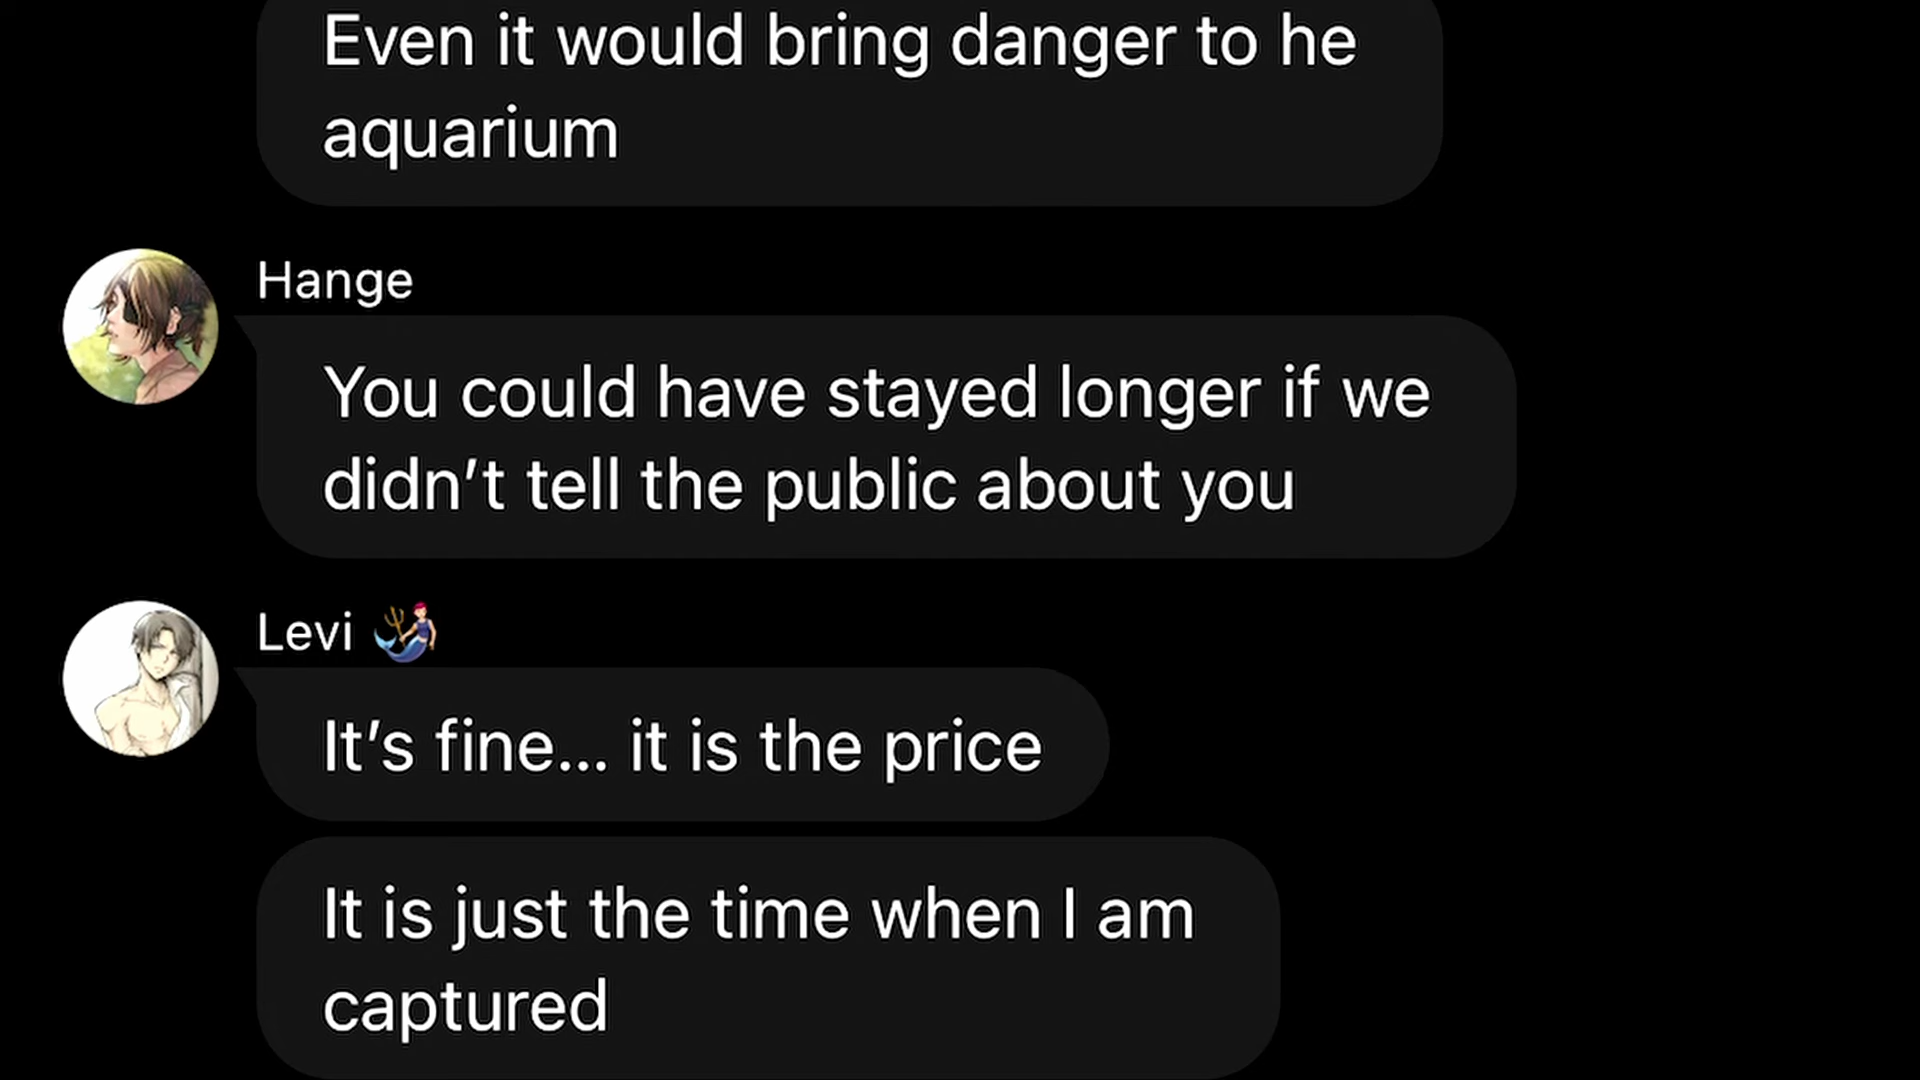 Even it would bring danger to he
aquarium
Hange
You could have stayed longer if we
didn’t tell the public about you
Levi 🧜‍♂️
It’s fine... it is the price
It is just the time when I am
captured